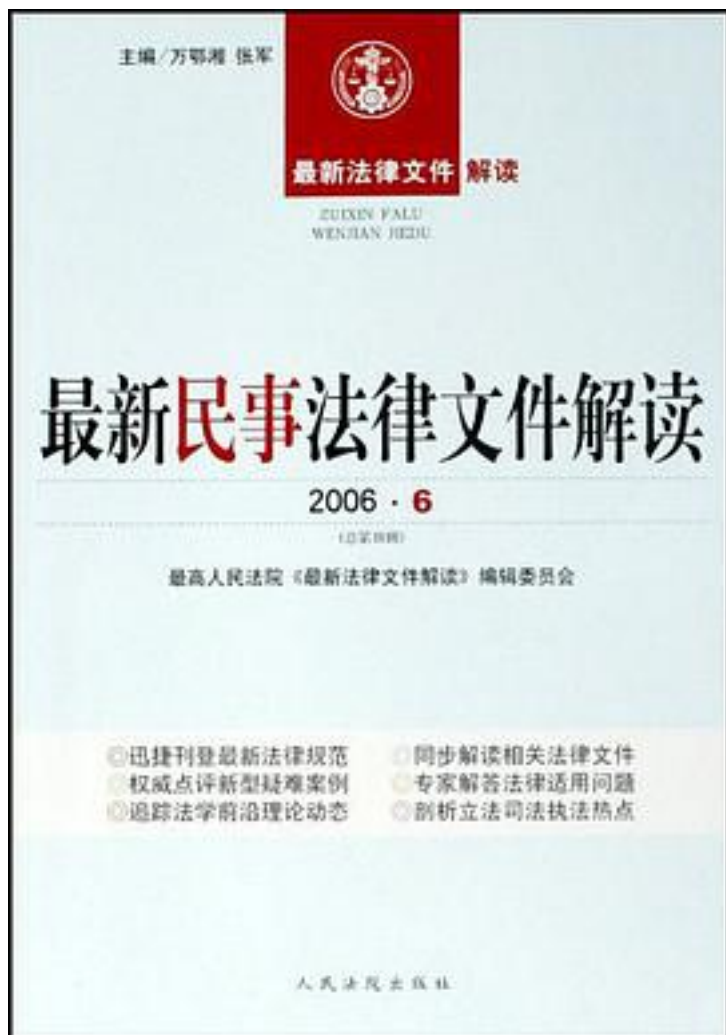 主编/万鄂湘 张军
最新法律文件 解读
ZUIXIN FALU
WENJIAN JIEDU
最新民事法律文件解读
2006·6
最高人民法院《最新法律文件解读》编辑委员会
◎迅捷刊登最新法律规范 ◎同步解读相关法律文件
◎权威点评新型疑难案例 ◎专家解答法律适用问题
◎追踪法学前沿理论动态 ◎剖析立法司法执法热点
人民法院出版社